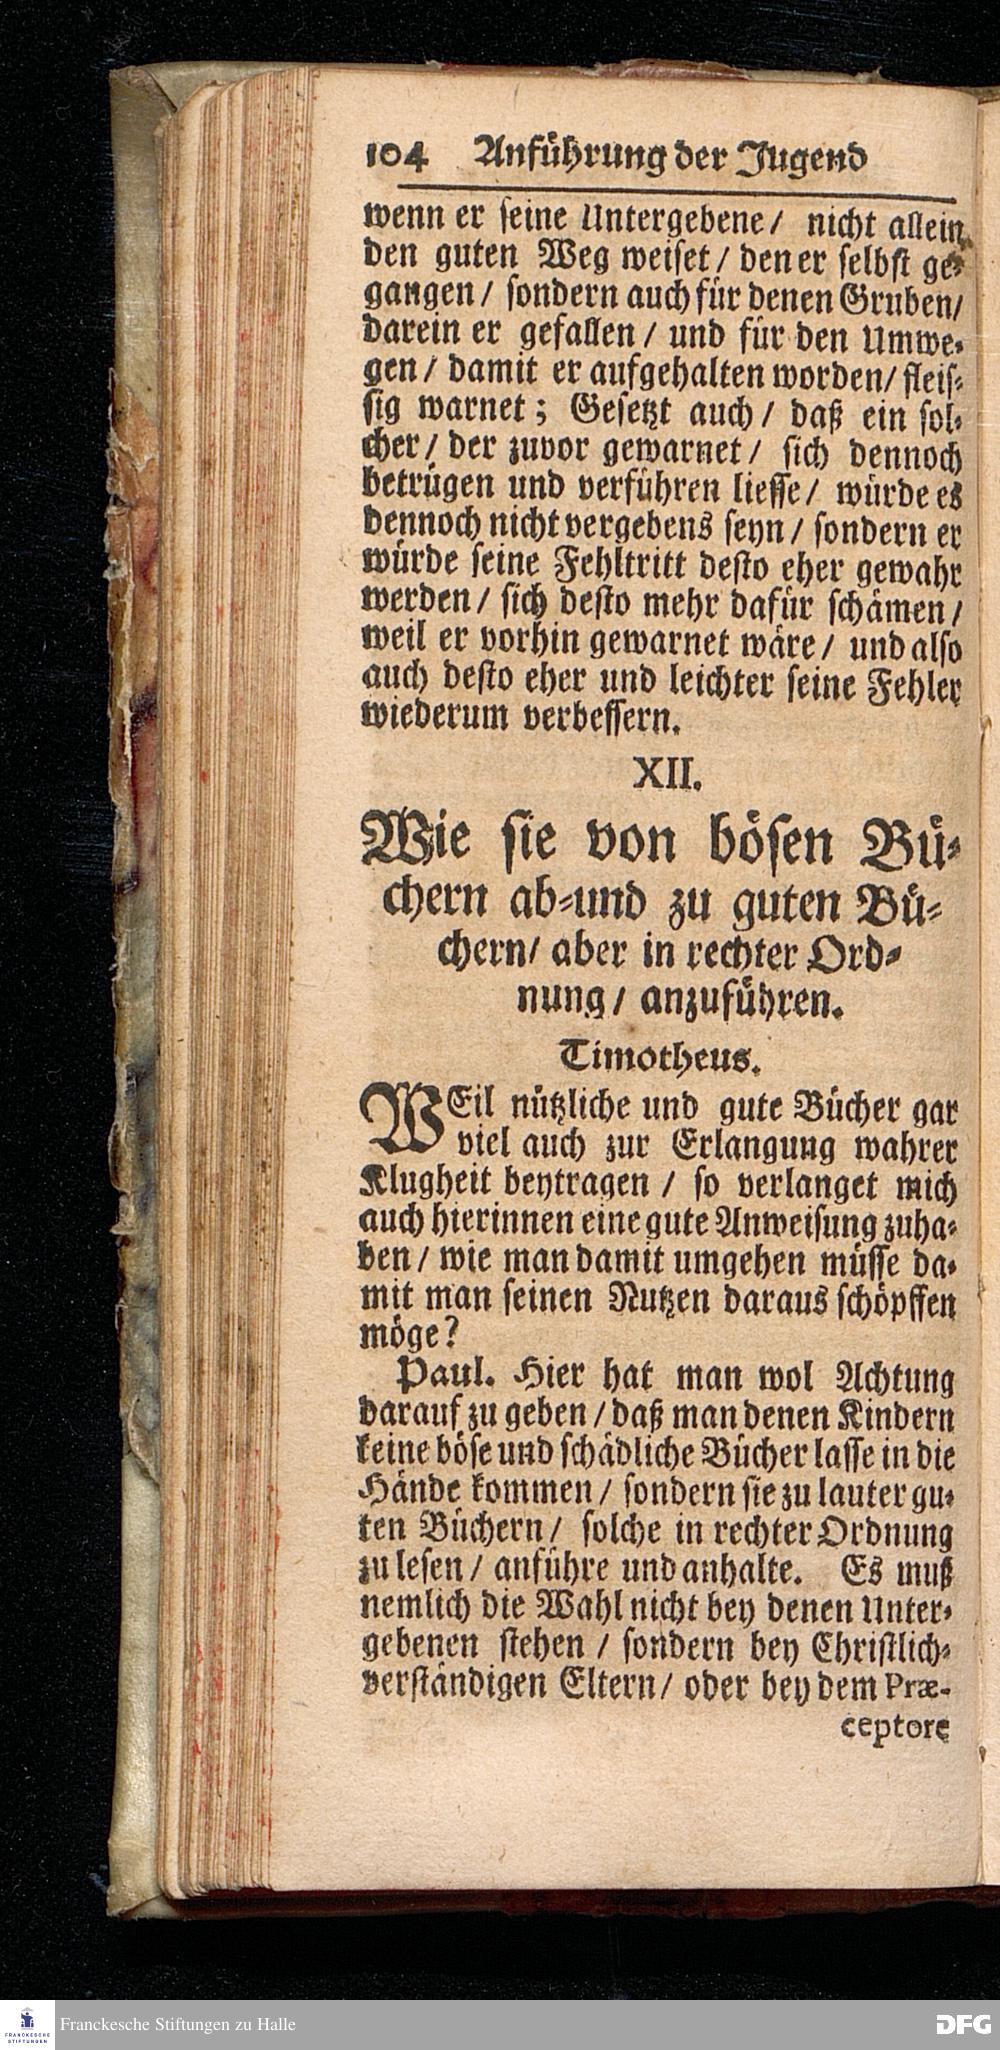 104 Anführung der Jugend
wenn er seine Untergebene/ nicht allein
den guten Weg weiset/ den er selbst ge-
gangen/ sondern auch für denen Gruben/
darein er gefallen/ und für den Umwe-
gen/ damit er aufgehalten worden/ fleis-
sig warnet; Gesetzt auch/ daß ein sol-
cher/ der zuvor gewarnet/ sich dennoch
betrügen und verführen liesse/ würde es
dennoch nicht vergebens seyn/ sondern er
würde seine Fehltritt desto eher gewahr
werden/ sich desto mehr dafür schämen/
weil er vorhin gewarnet wäre/ und also
auch desto eher und leichter seine Fehler
wiederum verbessern.
XII.
Wie sie von bösen Bü-
chern ab-und zu guten Bü-
chern/ aber in rechter Ord-
nung/ anzuführen.
Timotheus.
WEil nützliche und gute Bücher gar
viel auch zur Erlangung wahrer
Klugheit beytragen/ so verlanget mich
auch hierinnen eine gute Anweisung zuha-
ben/ wie man damit umgehen müsse da-
mit man seinen Nutzen daraus schöpffen
möge?
Paul. Hier hat man wol Achtung
darauf zu geben/ daß man denen Kindern
keine böse und schädliche Bücher lasse in die
Hände kommen/ sondern sie zu lauter gu-
ten Büchern/ solche in rechter Ordnung
zu lesen/ anführe und anhalte. Es muß
nemlich die Wahl nicht bey denen Unter-
gebenen stehen/ sondern bey Christlich-
verständigen Eltern/ oder bey dem Præ-
ceptore
FRANCKESCHE
STIFTUNGEN
Franckesche Stiftungen zu Halle
DFG